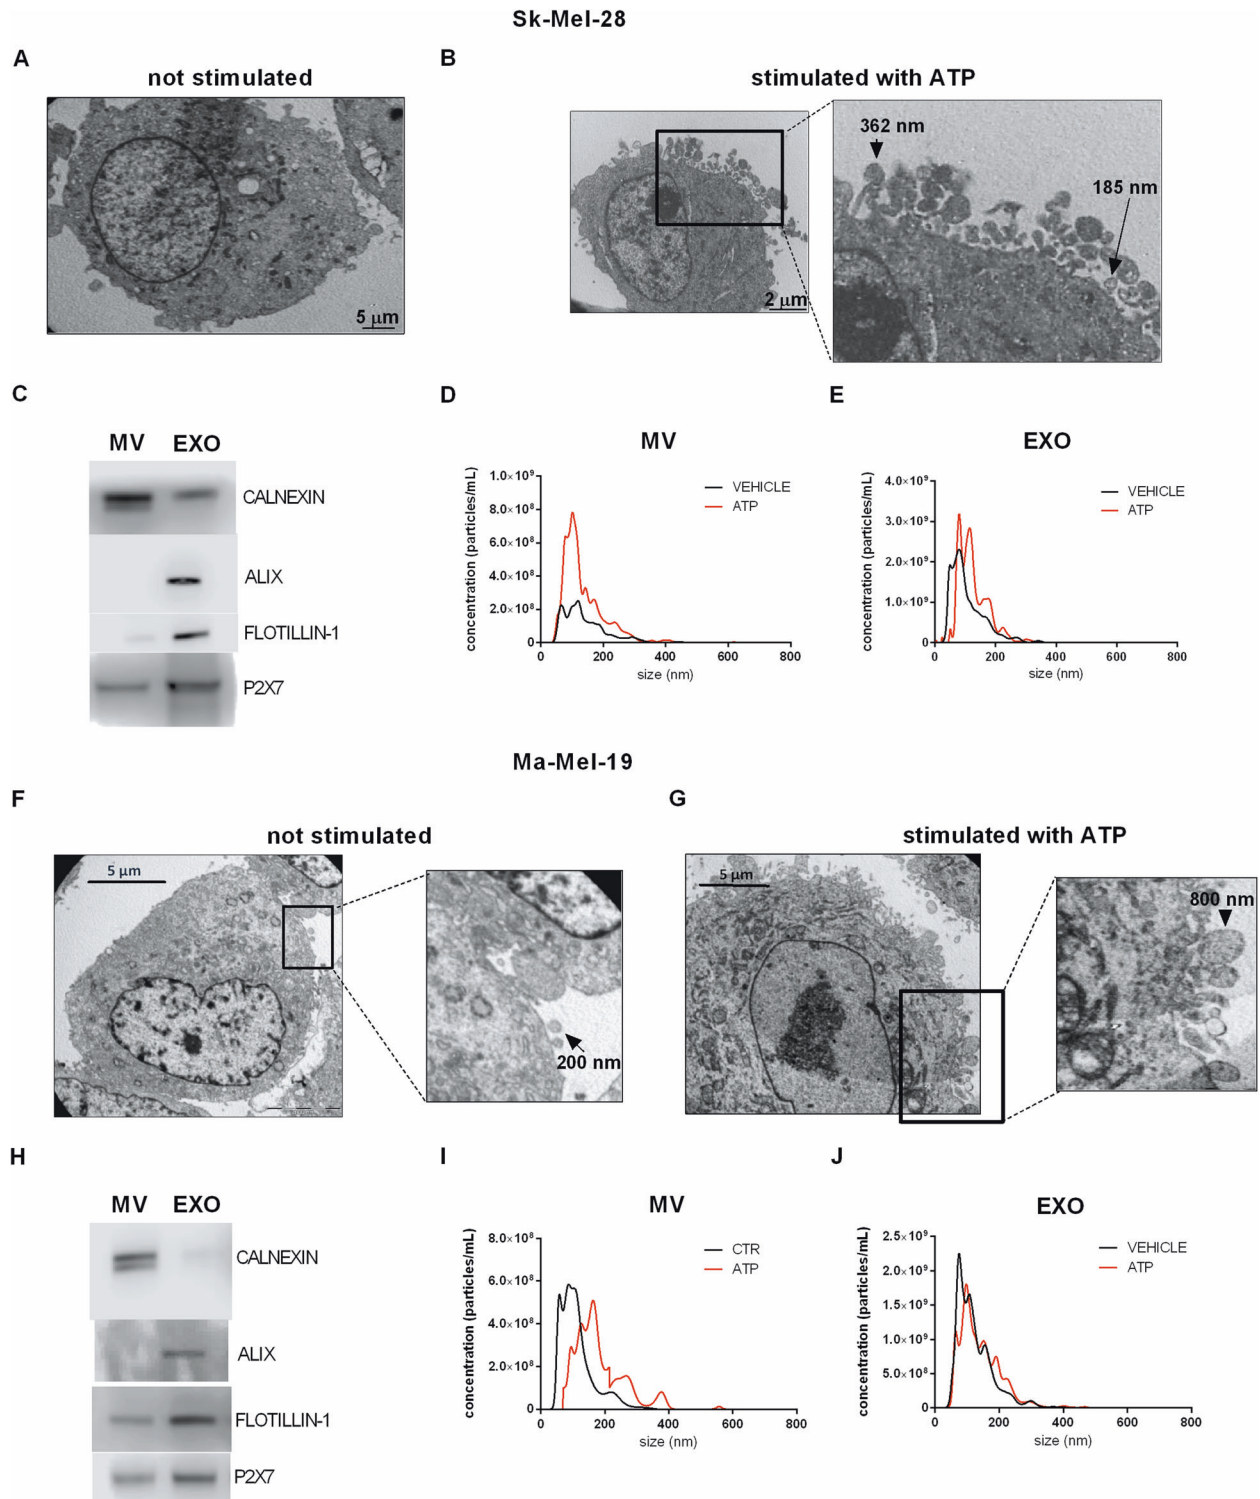 Sk-Mel-28
A
not stimulated
5 μm
B
stimulated with ATP
2 μm
362 nm
185 nm
C
MV EXO
CALNEXIN
ALIX
FLOTILLIN-1
P2X7
D
MV
concentration (particles/mL)
1.0×10⁹
8.0×10⁸
6.0×10⁸
4.0×10⁸
2.0×10⁸
0
0 200 400 600 800
size (nm)
VEHICLE
ATP
E
EXO
concentration (particles/mL)
4.0×10⁹
3.0×10⁹
2.0×10⁹
1.0×10⁹
0
0 200 400 600 800
size (nm)
VEHICLE
ATP
Ma-Mel-19
F
not stimulated
5 μm
200 nm
G
stimulated with ATP
5 μm
800 nm
H
MV EXO
CALNEXIN
ALIX
FLOTILLIN-1
P2X7
I
MV
concentration (particles/mL)
8.0×10⁸
6.0×10⁸
4.0×10⁸
2.0×10⁸
0
0 200 400 600 800
size (nm)
CTR
ATP
J
EXO
concentration (particles/mL)
2.5×10⁹
2.0×10⁹
1.5×10⁹
1.0×10⁹
5.0×10⁸
0
0 200 400 600 800
size (nm)
VEHICLE
ATP